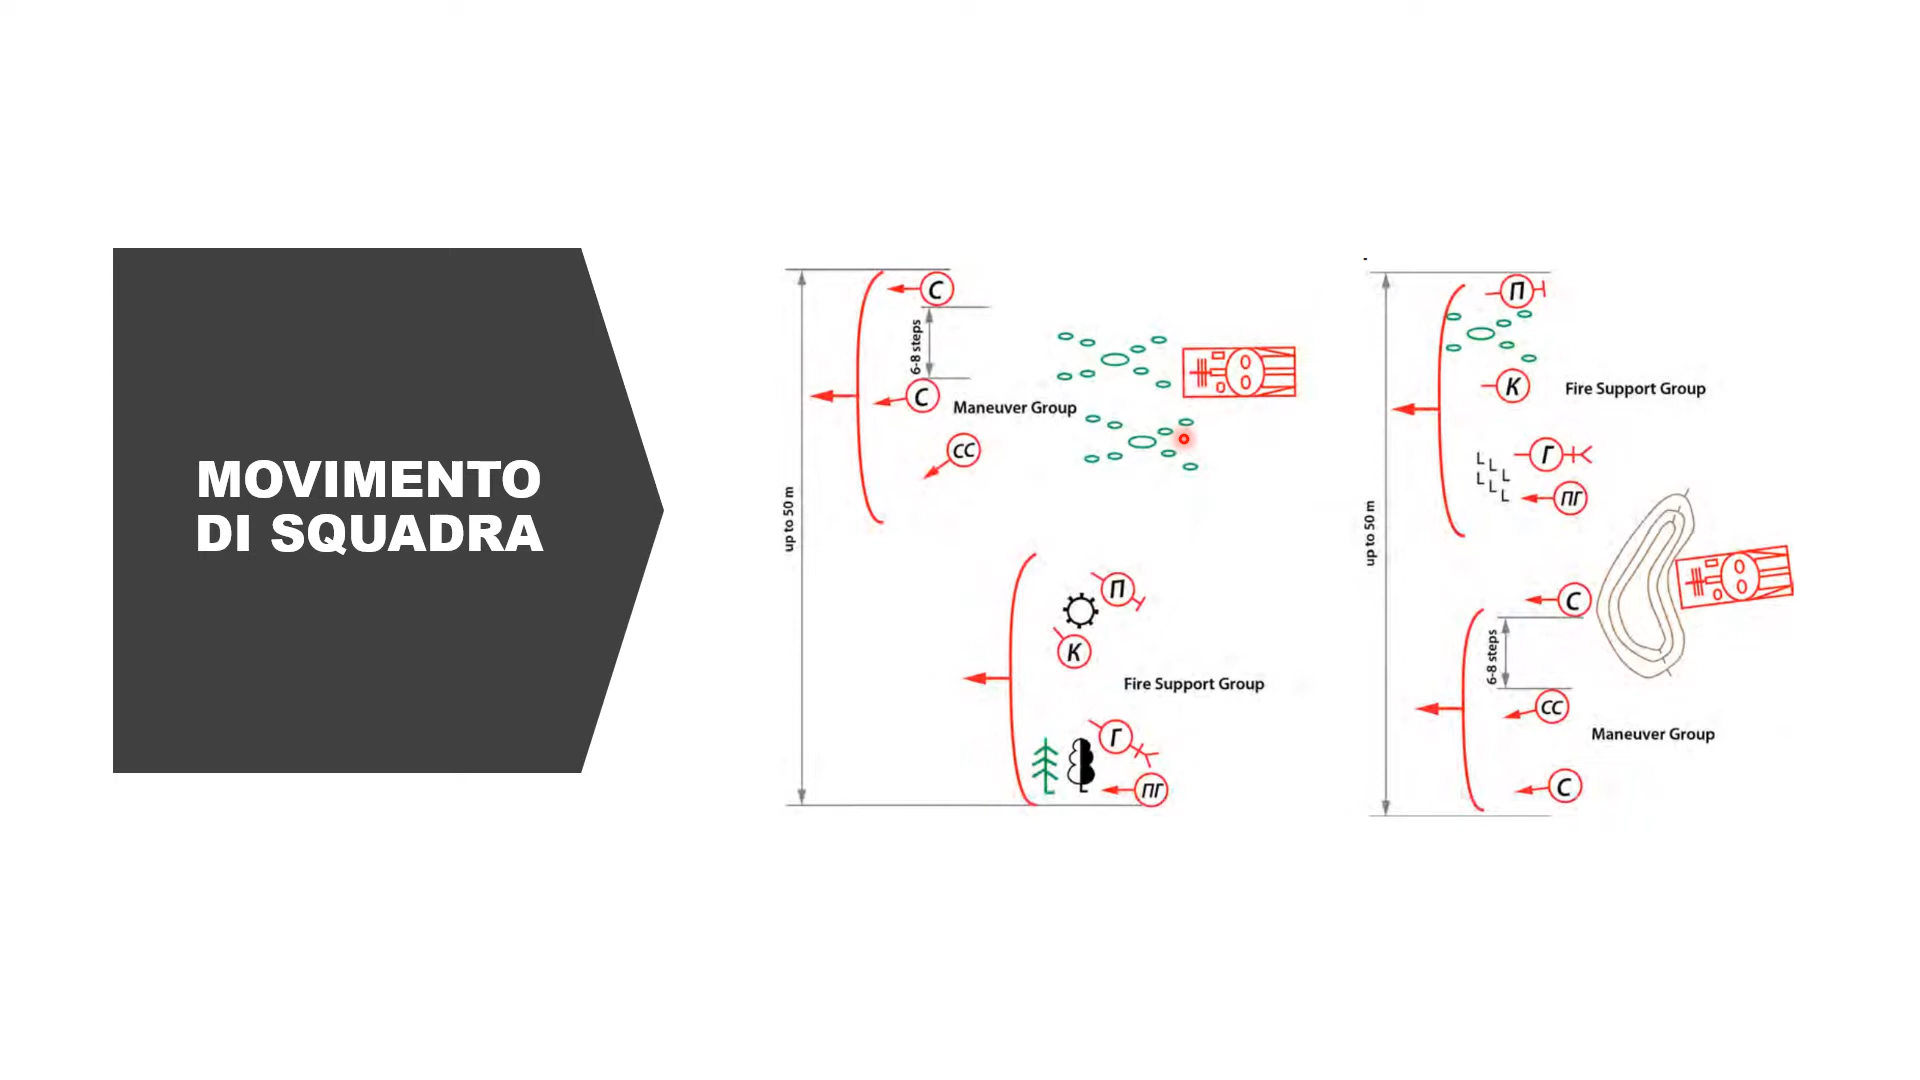 MOVIMENTO
DI SQUADRA
up to 50 m
С
6-8 steps
С
Maneuver Group
СС
П
К
Fire Support Group
Г
ПГ
up to 50 m
П
К
Fire Support Group
Г
L L L
L L L
ПГ
С
6-8 steps
СС
Maneuver Group
С